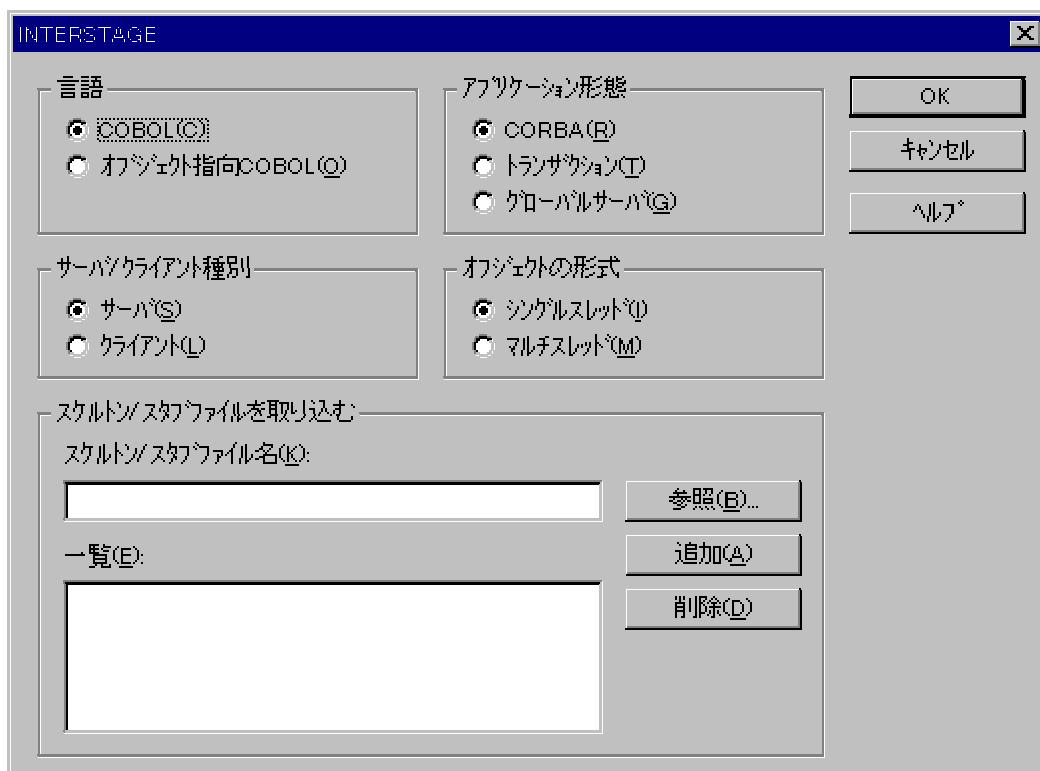 INTERSTAGE
言語
COBOL(C)
オブジェクト指向COBOL(O)
アプリケーション形態
CORBA(R)
トランザクション(T)
グローバルサーバ(G)
OK
キャンセル
ヘルプ
サーバ/クライアント種別
サーバ(S)
クライアント(L)
オブジェクトの形式
シングルスレッド(I)
マルチスレッド(M)
スケルトン/スタブファイルを取り込む
スケルトン/スタブファイル名(K):
参照(B)...
一覧(E):
追加(A)
削除(D)